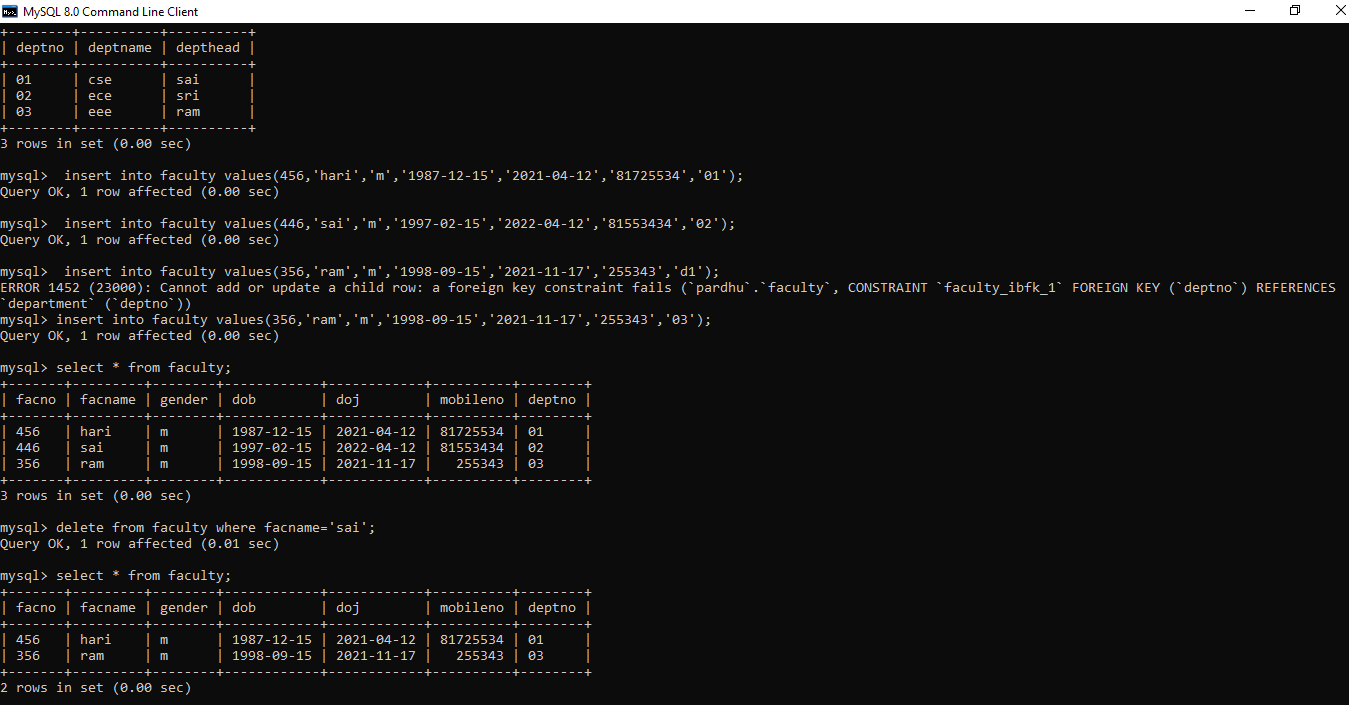 MySQL 8.0 Command Line Client
+--------+----------+----------+
| deptno | deptname | depthead |
+--------+----------+----------+
| 01     | cse      | sai      |
| 02     | ece      | sri      |
| 03     | eee      | ram      |
+--------+----------+----------+
3 rows in set (0.00 sec)

mysql>  insert into faculty values(456,'hari','m','1987-12-15','2021-04-12','81725534','01');
Query OK, 1 row affected (0.00 sec)

mysql>  insert into faculty values(446,'sai','m','1997-02-15','2022-04-12','81553434','02');
Query OK, 1 row affected (0.00 sec)

mysql>  insert into faculty values(356,'ram','m','1998-09-15','2021-11-17','255343','d1');
ERROR 1452 (23000): Cannot add or update a child row: a foreign key constraint fails (`pardhu`.`faculty`, CONSTRAINT `faculty_ibfk_1` FOREIGN KEY (`deptno`) REFERENCES
`department` (`deptno`))
mysql> insert into faculty values(356,'ram','m','1998-09-15','2021-11-17','255343','03');
Query OK, 1 row affected (0.00 sec)

mysql> select * from faculty;
+-------+---------+--------+------------+------------+----------+--------+
| facno | facname | gender | dob        | doj        | mobileno | deptno |
+-------+---------+--------+------------+------------+----------+--------+
| 456   | hari    | m      | 1987-12-15 | 2021-04-12 | 81725534 | 01     |
| 446   | sai     | m      | 1997-02-15 | 2022-04-12 | 81553434 | 02     |
| 356   | ram     | m      | 1998-09-15 | 2021-11-17 |   255343 | 03     |
+-------+---------+--------+------------+------------+----------+--------+
3 rows in set (0.00 sec)

mysql> delete from faculty where facname='sai';
Query OK, 1 row affected (0.01 sec)

mysql> select * from faculty;
+-------+---------+--------+------------+------------+----------+--------+
| facno | facname | gender | dob        | doj        | mobileno | deptno |
+-------+---------+--------+------------+------------+----------+--------+
| 456   | hari    | m      | 1987-12-15 | 2021-04-12 | 81725534 | 01     |
| 356   | ram     | m      | 1998-09-15 | 2021-11-17 |   255343 | 03     |
+-------+---------+--------+------------+------------+----------+--------+
2 rows in set (0.00 sec)